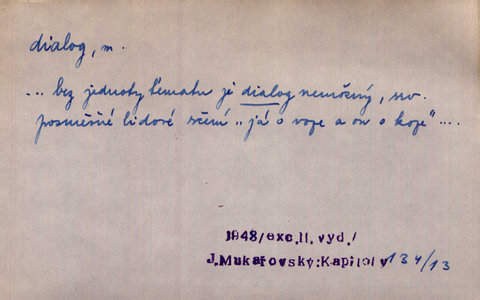 dialog, m.
... bez jednoty tématu je dialog nemožný, srv.
posměšné lidové rčení „já o voze a on o koze" ....
1948/exc.II.vyd./
J.Mukařovský:Kapitoly 134/13